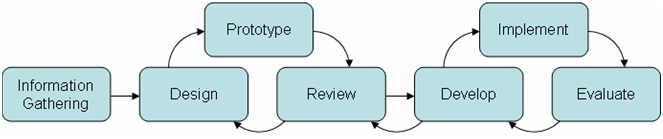 Prototype
Implement
Information
Gathering
Design
Review
Develop
Evaluate